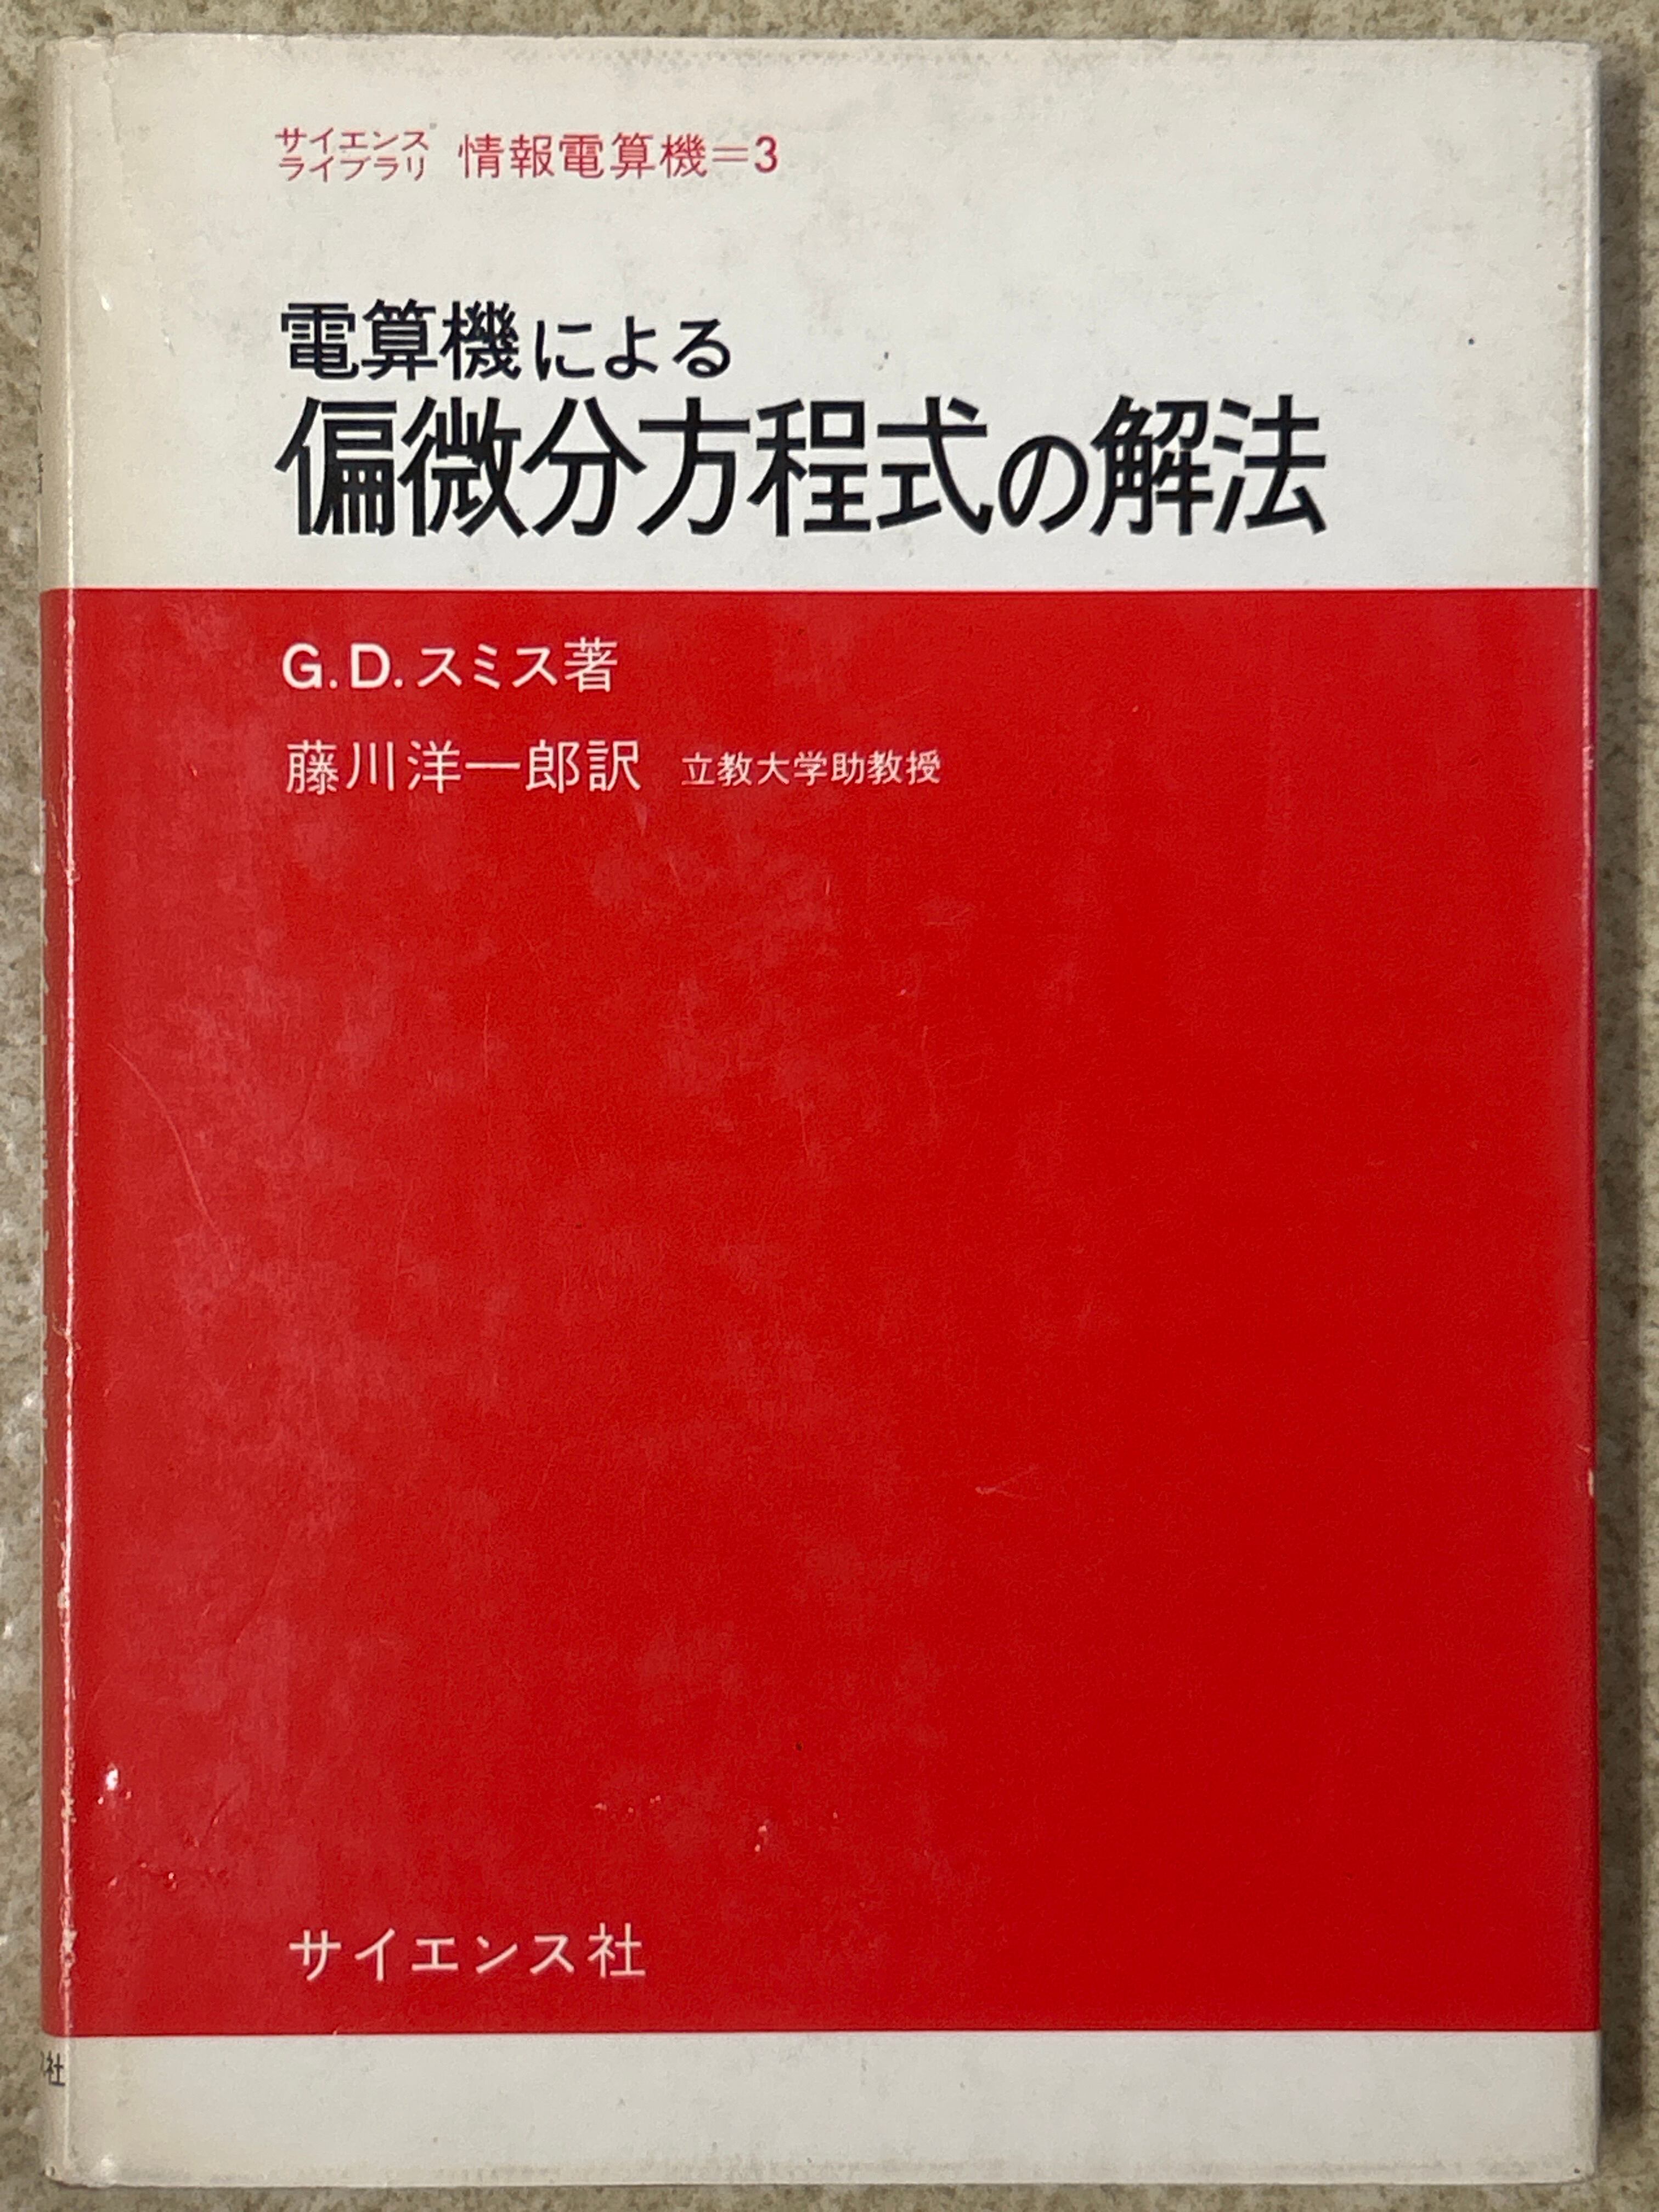 サイエンス
ライブラリ
情報電算機=3
電算機による
偏微分方程式の解法
G.D.スミス著
藤川洋一郎訳 立教大学助教授
サイエンス社
社